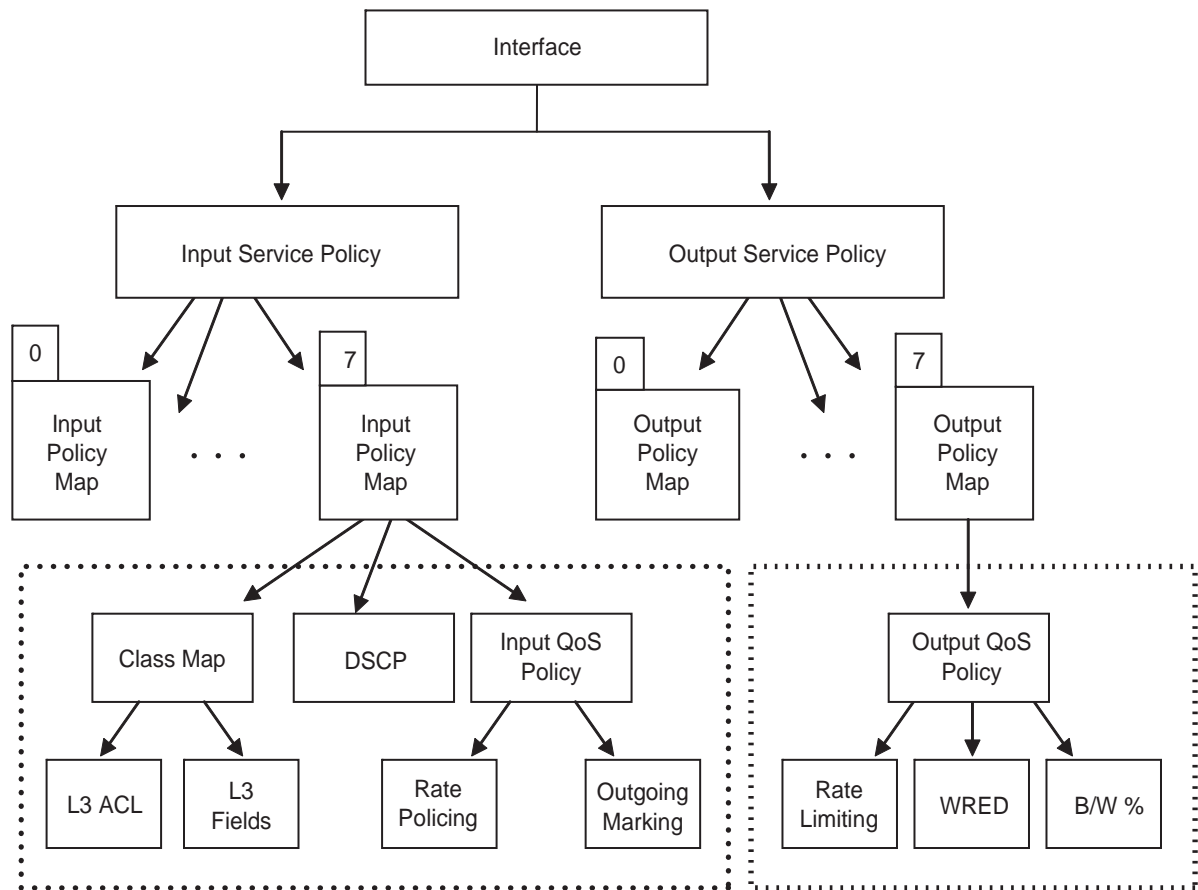 Interface
Input Service Policy
Output Service Policy
0
7
0
7
Input
Policy
Map
. . .
Input
Policy
Map
Output
Policy
Map
. . .
Output
Policy
Map
Class Map
DSCP
Input QoS
Policy
Output QoS
Policy
L3 ACL
L3
Fields
Rate
Policing
Outgoing
Marking
Rate
Limiting
WRED
B/W %